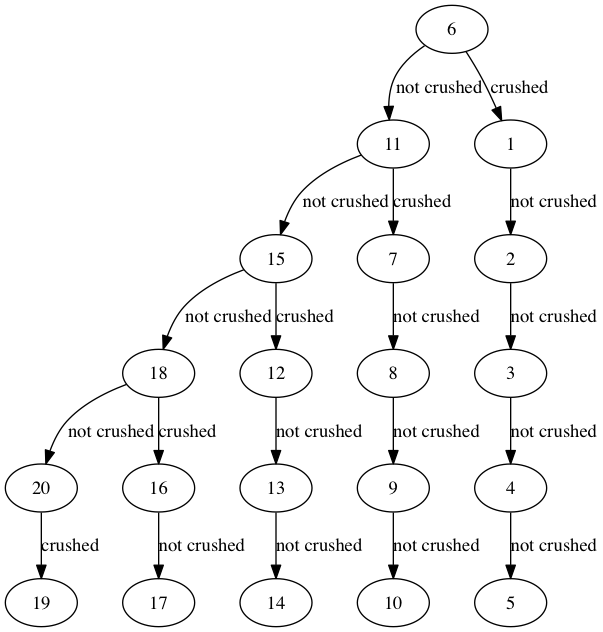 6
not crushed crushed
11 1
not crushed crushed not crushed
15 7 2
not crushed crushed not crushed not crushed
18 12 8 3
not crushed crushed not crushed not crushed not crushed
20 16 13 9 4
crushed not crushed not crushed not crushed not crushed
19 17 14 10 5